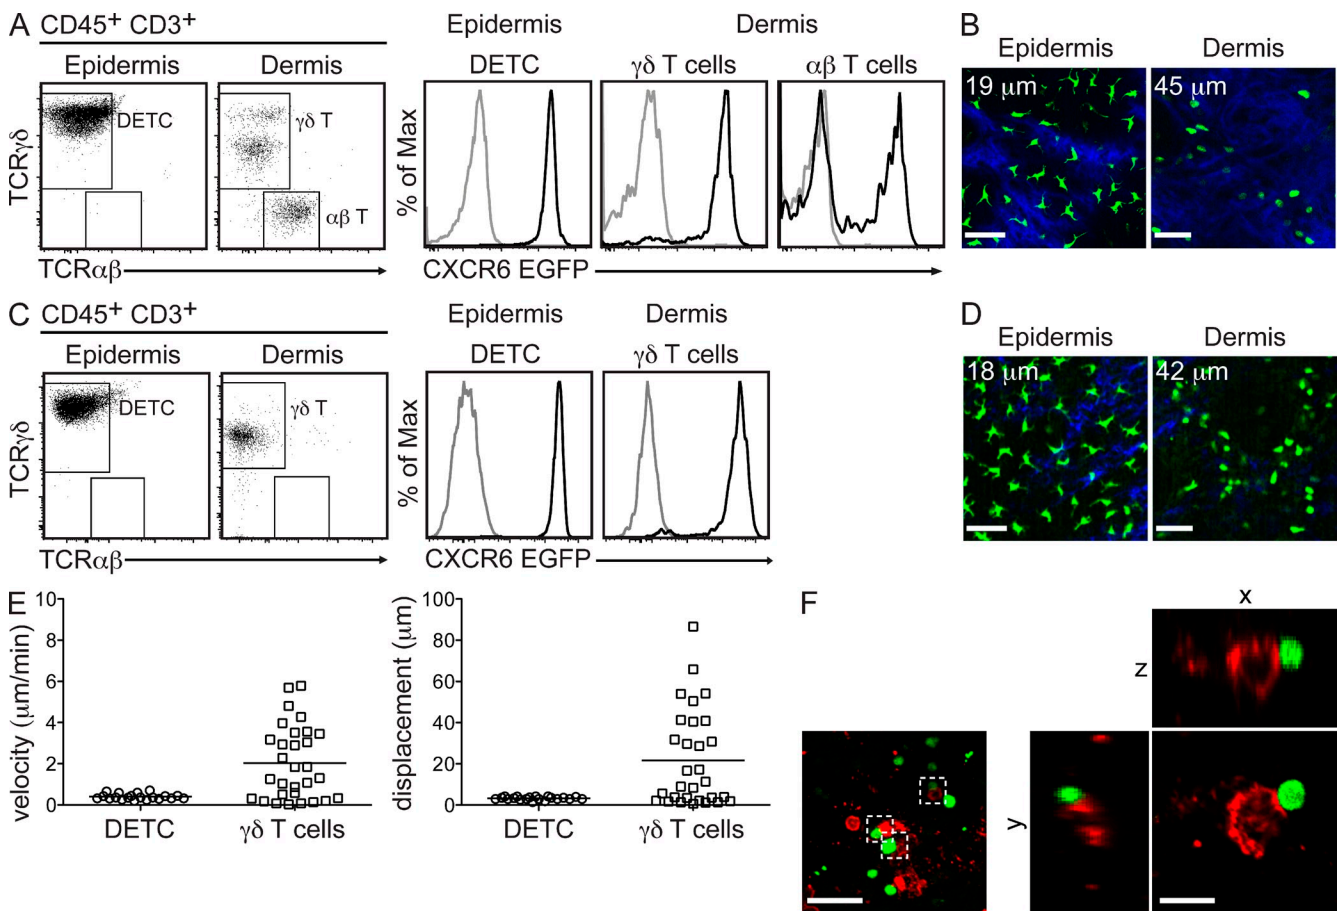 A CD45+ CD3+
Epidermis Dermis
TCRγδ
DETC
γδ T
αβ T
TCRαβ
Epidermis Dermis
DETC γδ T cells αβ T cells
% of Max
CXCR6 EGFP
B
Epidermis Dermis
19 μm 45 μm
C CD45+ CD3+
Epidermis Dermis
TCRγδ
DETC
γδ T
TCRαβ
Epidermis Dermis
DETC γδ T cells
% of Max
CXCR6 EGFP
D
Epidermis Dermis
18 μm 42 μm
E
velocity (μm/min)
10
8
6
4
2
0
DETC γδ T cells
displacement (μm)
100
80
60
40
20
0
DETC γδ T cells
F
x
z
y